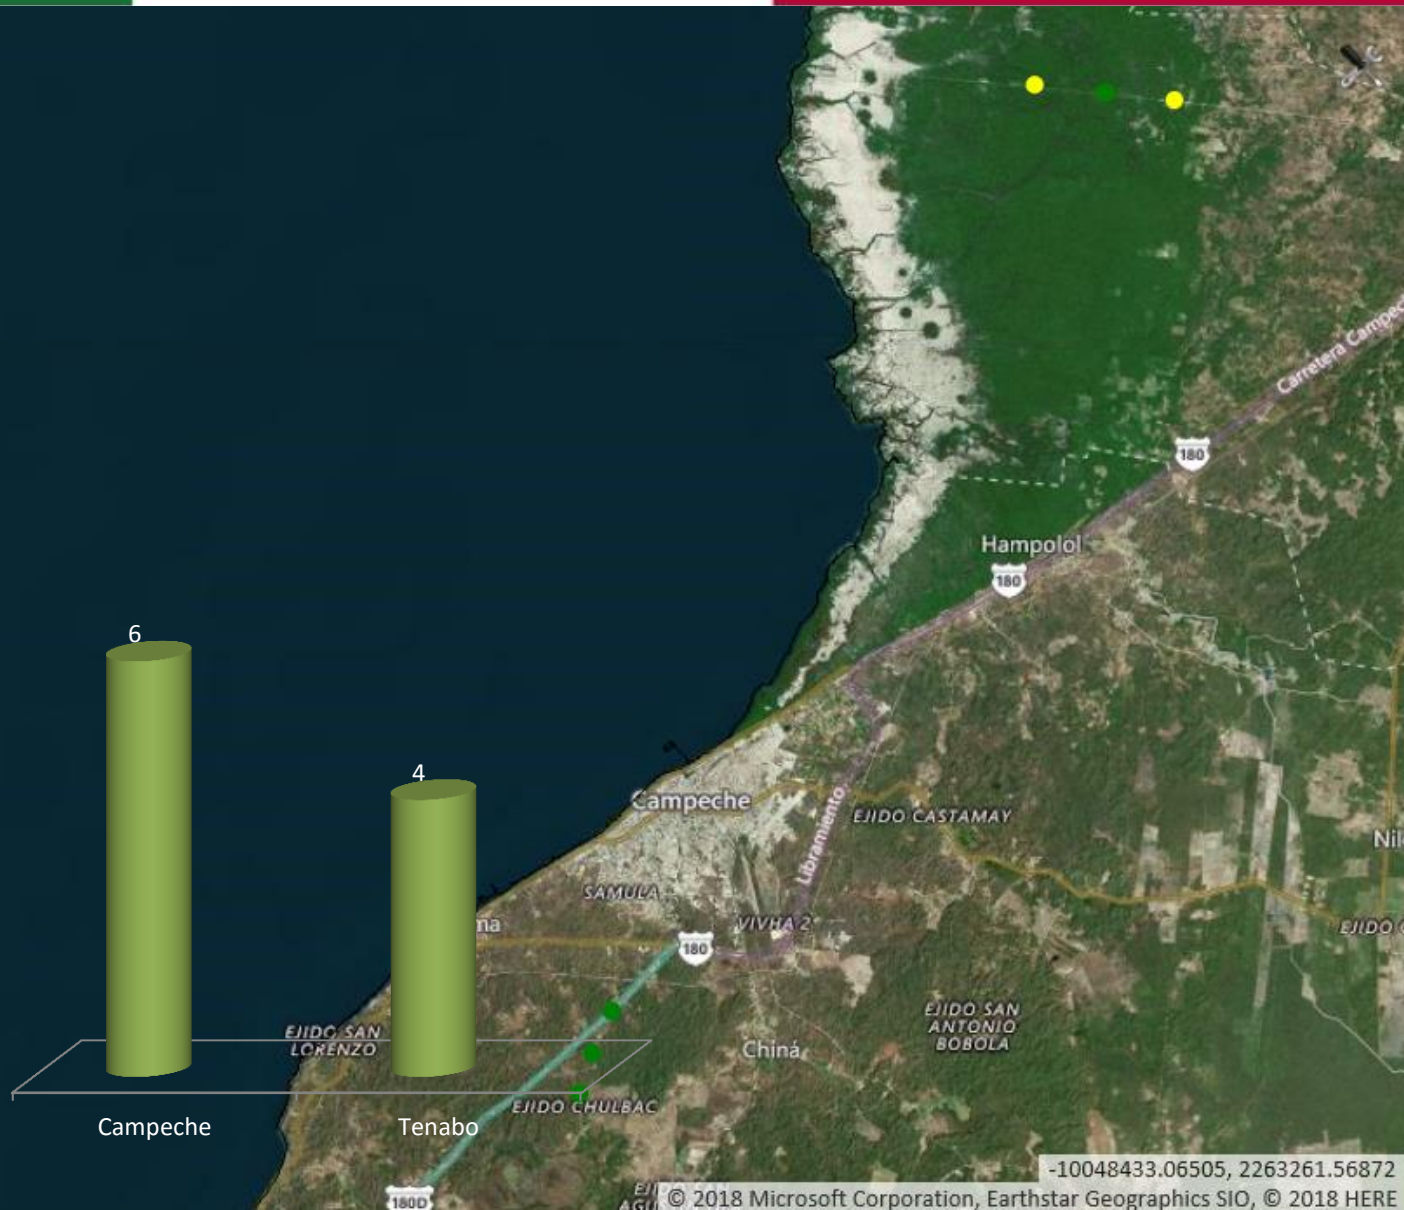 Carretera Campec
180
Hampolol
180
6
4
Campeche
EJIDO CASTAMAY
Libramiento
Nil
SAMULA
ma
VIVHA 2
180
EJIDO
EJIDO SAN
LORENZO
EJIDO SAN
ANTONIO
BOBOLA
Chiná
EJIDO CHULBAC
Campeche
Tenabo
-10048433.06505, 2263261.56872
180D
© 2018 Microsoft Corporation, Earthstar Geographics SIO, © 2018 HERE